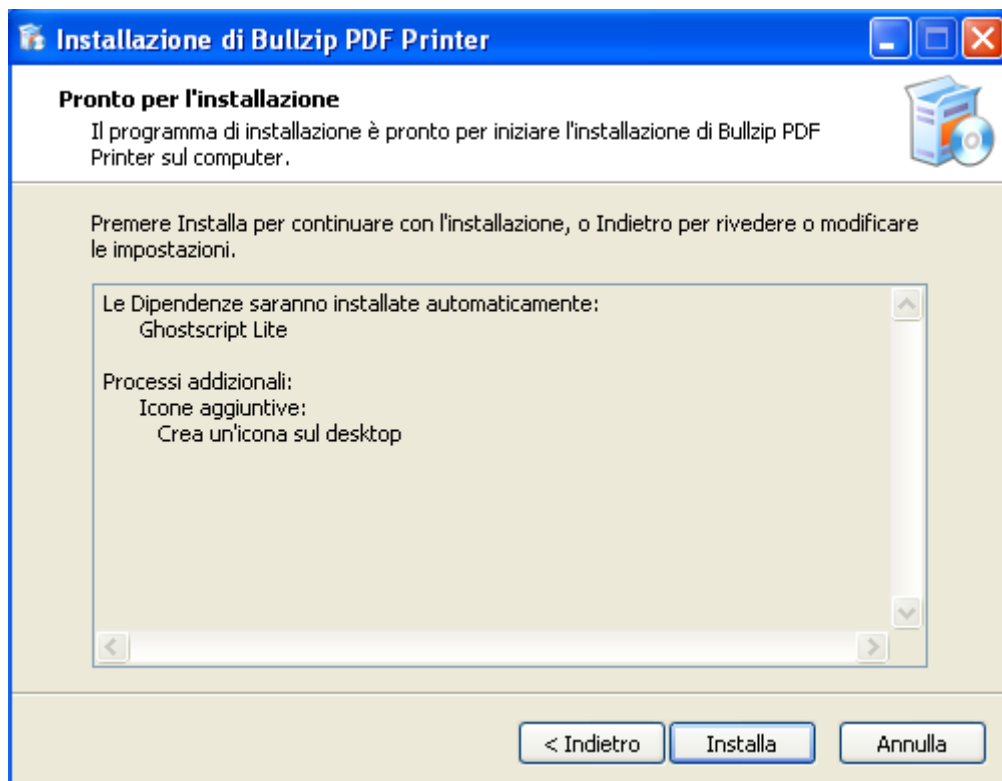 Installazione di Bullzip PDF Printer
Pronto per l'installazione
Il programma di installazione è pronto per iniziare l'installazione di Bullzip PDF
Printer sul computer.
Premere Installa per continuare con l'installazione, o Indietro per rivedere o modificare
le impostazioni.
Le Dipendenze saranno installate automaticamente:
Ghostscript Lite
Processi addizionali:
Icone aggiuntive:
Crea un'icona sul desktop
< Indietro
Installa
Annulla